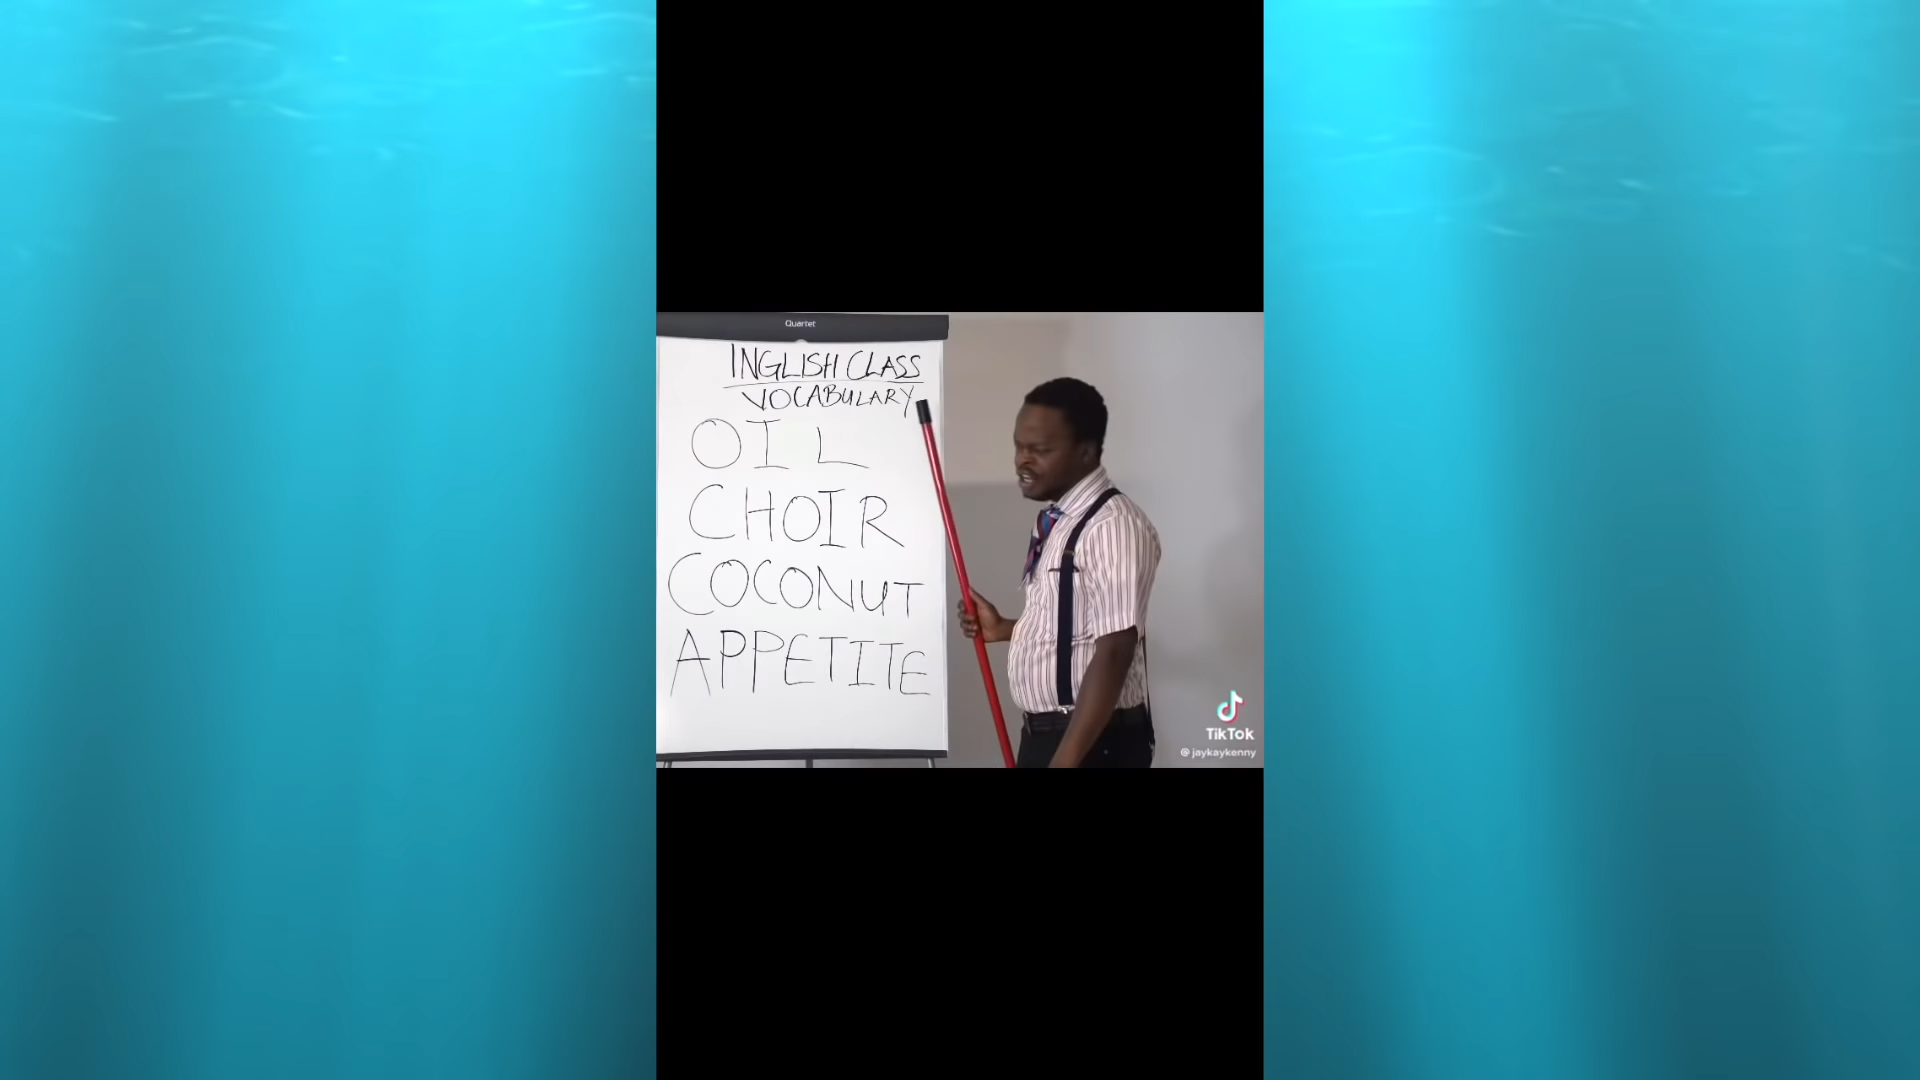 Quartet
INGLISH CLASS
VOCABULARY
OIL
CHOIR
COCONUT
APPETITE
TikTok
@jaykaykenny